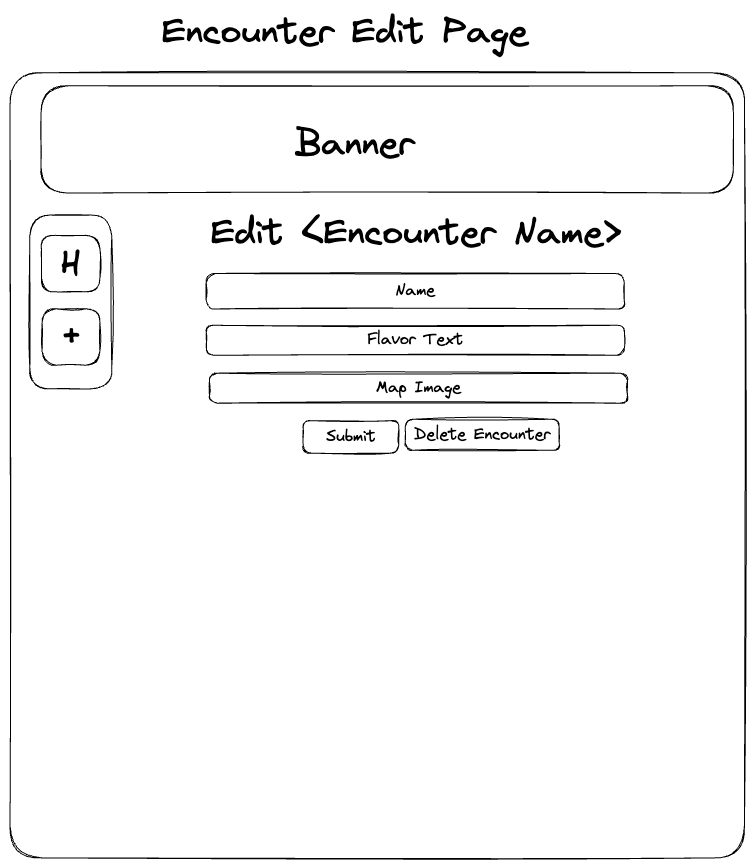 Encounter Edit Page
Banner
H
Edit <Encounter Name>
Name
+
Flavor Text
Map Image
Submit Delete Encounter